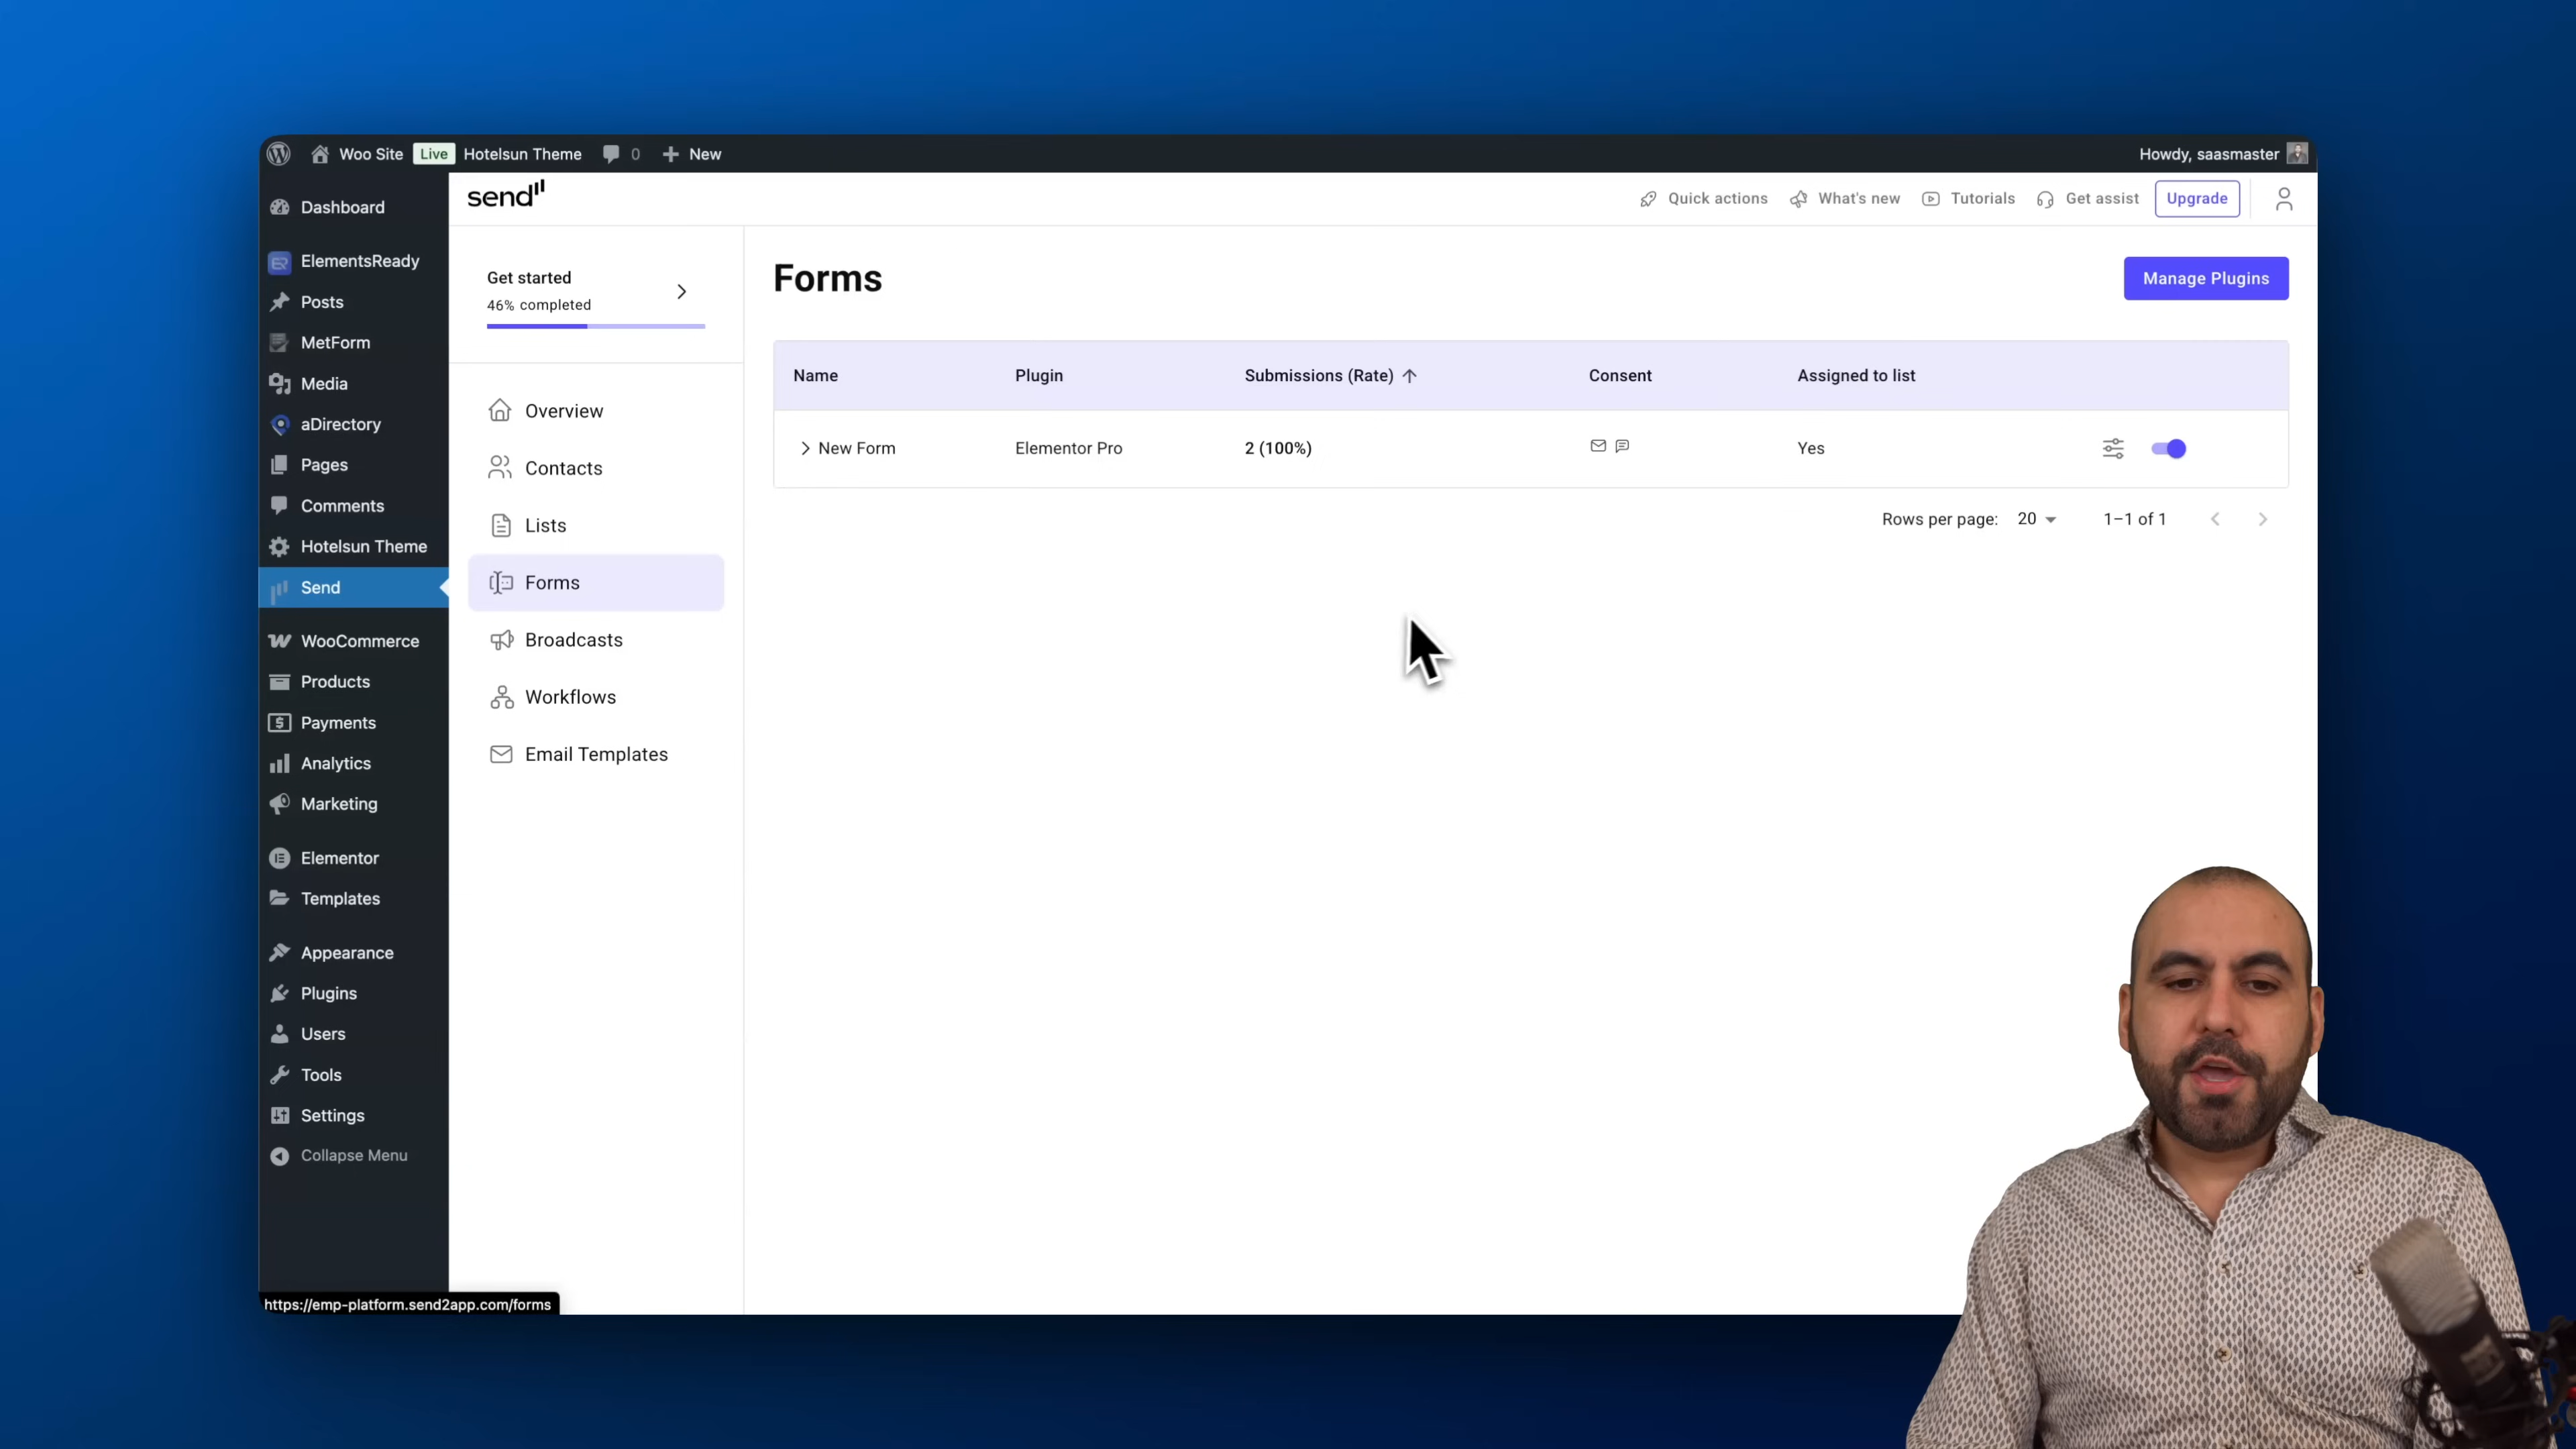 Woo Site Live Hotelsun Theme 0 New Howdy, saasmaster
Dashboard
ElementsReady
Posts
MetForm
Media
aDirectory
Pages
Comments
Hotelsun Theme
Send
WooCommerce
Products
Payments
Analytics
Marketing
Elementor
Templates
Appearance
Plugins
Users
Tools
Settings
Collapse Menu
send
Quick actions What's new Tutorials Get assist Upgrade
Get started
46% completed
Overview
Contacts
Lists
Forms
Broadcasts
Workflows
Email Templates
Forms
Manage Plugins
Name Plugin Submissions (Rate) Consent Assigned to list
New Form Elementor Pro 2 (100%) Yes
Rows per page: 20 1–1 of 1
https://emp-platform.send2app.com/forms